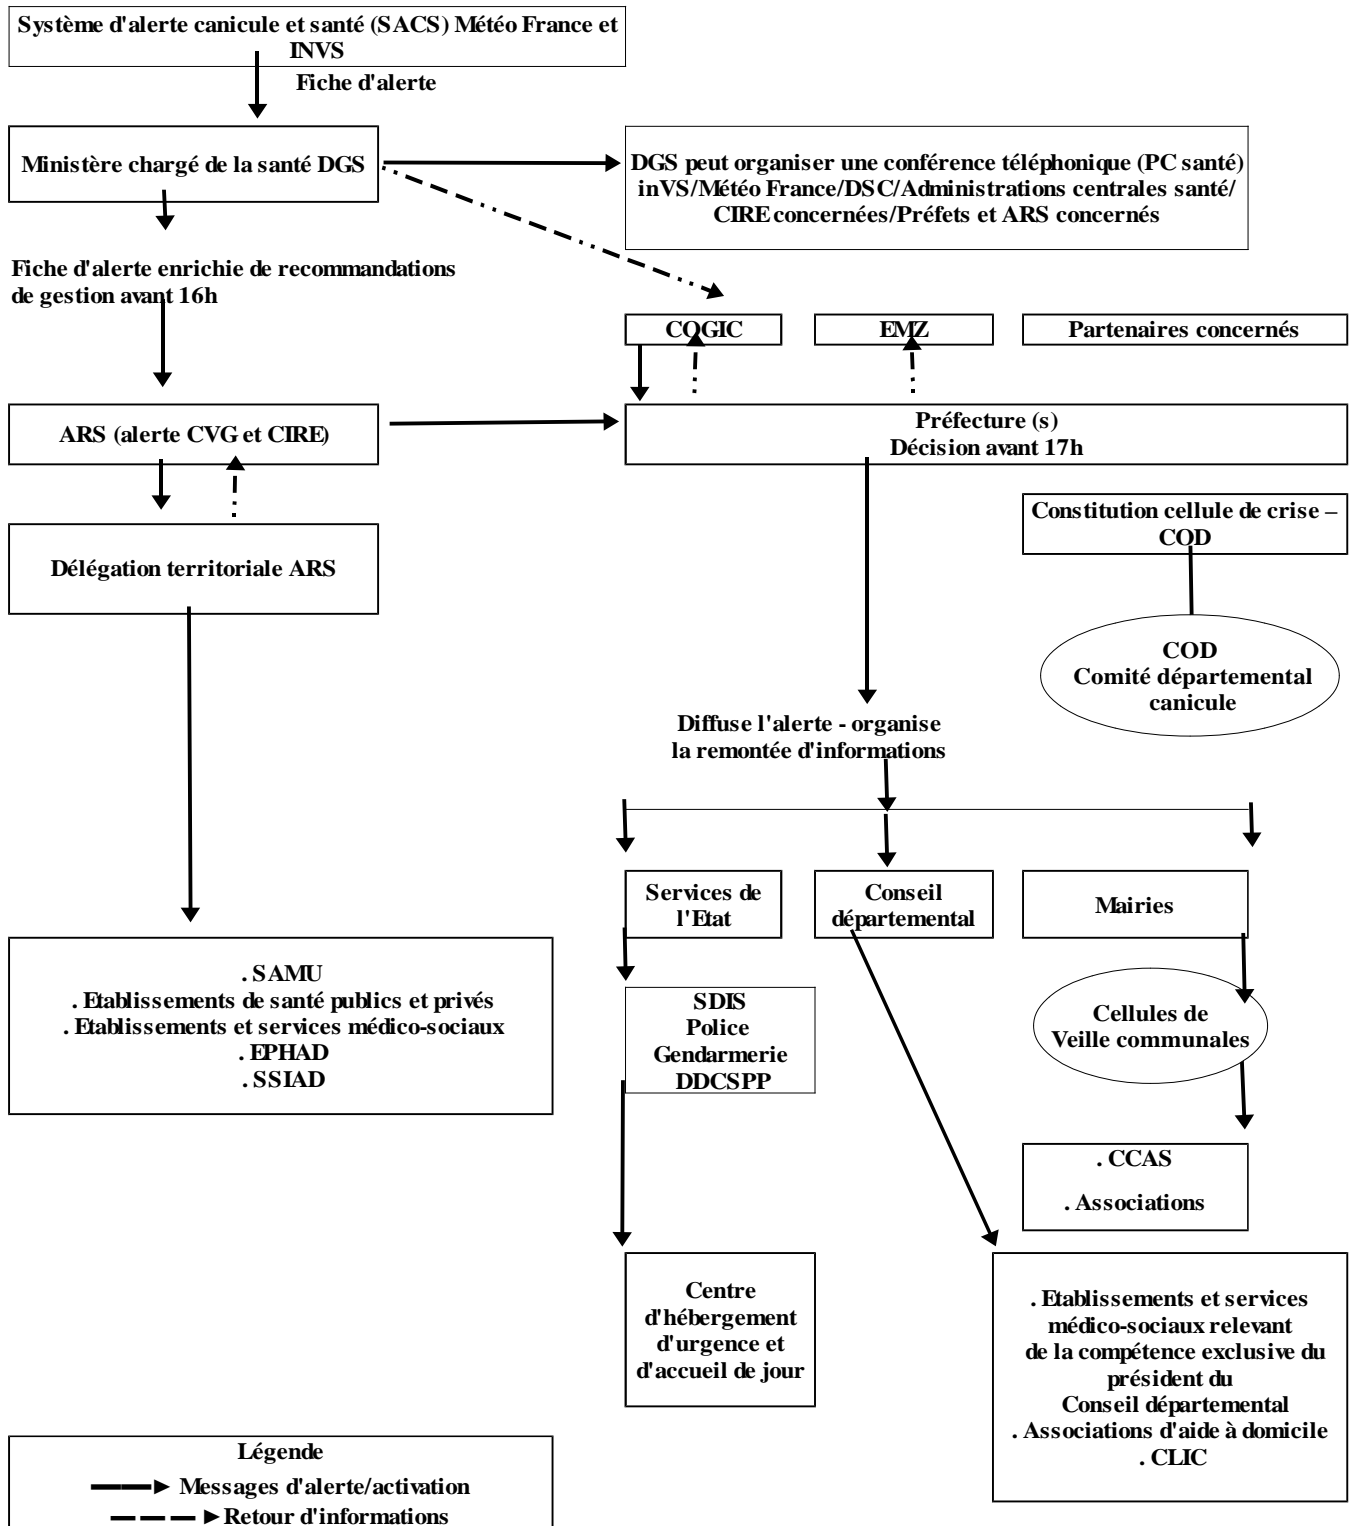 Système d'alerte canicule et santé (SACS) Météo France et
INVS
Fiche d'alerte
Ministère chargé de la santé DGS
DGS peut organiser une conférence téléphonique (PC santé)
inVS/Météo France/DSC/Administrations centrales santé/
CIRE concernées/Préfets et ARS concernés
Fiche d'alerte enrichie de recommandations
de gestion avant 16h
COGIC
EMZ
Partenaires concernés
ARS (alerte CVG et CIRE)
Préfecture (s)
Décision avant 17h
Constitution cellule de crise –
COD
Délégation territoriale ARS
COD
Comité départemental
canicule
Diffuse l'alerte - organise
la remontée d'informations
Services de
l'Etat
Conseil
départemental
Mairies
. SAMU
. Etablissements de santé publics et privés
. Etablissements et services médico-sociaux
. EPHAD
. SSIAD
SDIS
Police
Gendarmerie
DDCSPP
Cellules de
Veille communales
. CCAS
. Associations
Centre
d'hébergement
d'urgence et
d'accueil de jour
. Etablissements et services
médico-sociaux relevant
de la compétence exclusive du
président du
Conseil départemental
. Associations d'aide à domicile
. CLIC
Légende
Messages d'alerte/activation
Retour d'informations